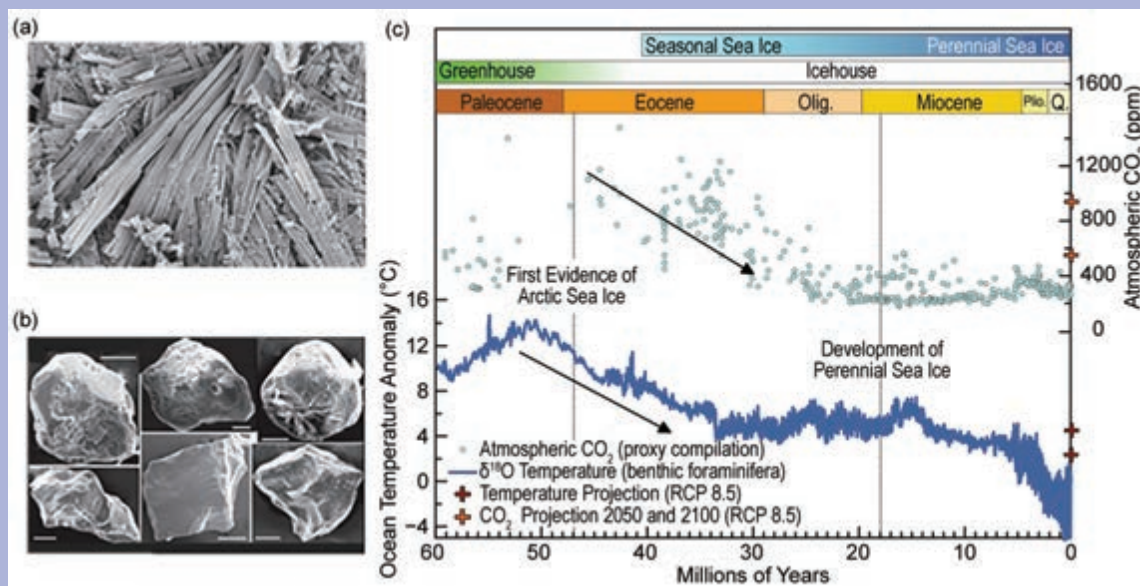 (a)
(b)
(c)
Seasonal Sea Ice
Perennial Sea Ice
Greenhouse
Icehouse
Paleocene
Eocene
Olig.
Miocene
Plio.
Q.
1600
1200
800
400
0
Atmospheric CO₂ (ppm)
First Evidence of
Arctic Sea Ice
Development of
Perennial Sea Ice
Ocean Temperature Anomaly (°C)
16
12
8
4
0
−4
Atmospheric CO₂ (proxy compilation)
δ¹⁸O Temperature (benthic foraminifera)
Temperature Projection (RCP 8.5)
CO₂ Projection 2050 and 2100 (RCP 8.5)
60
50
40
30
20
10
0
Millions of Years